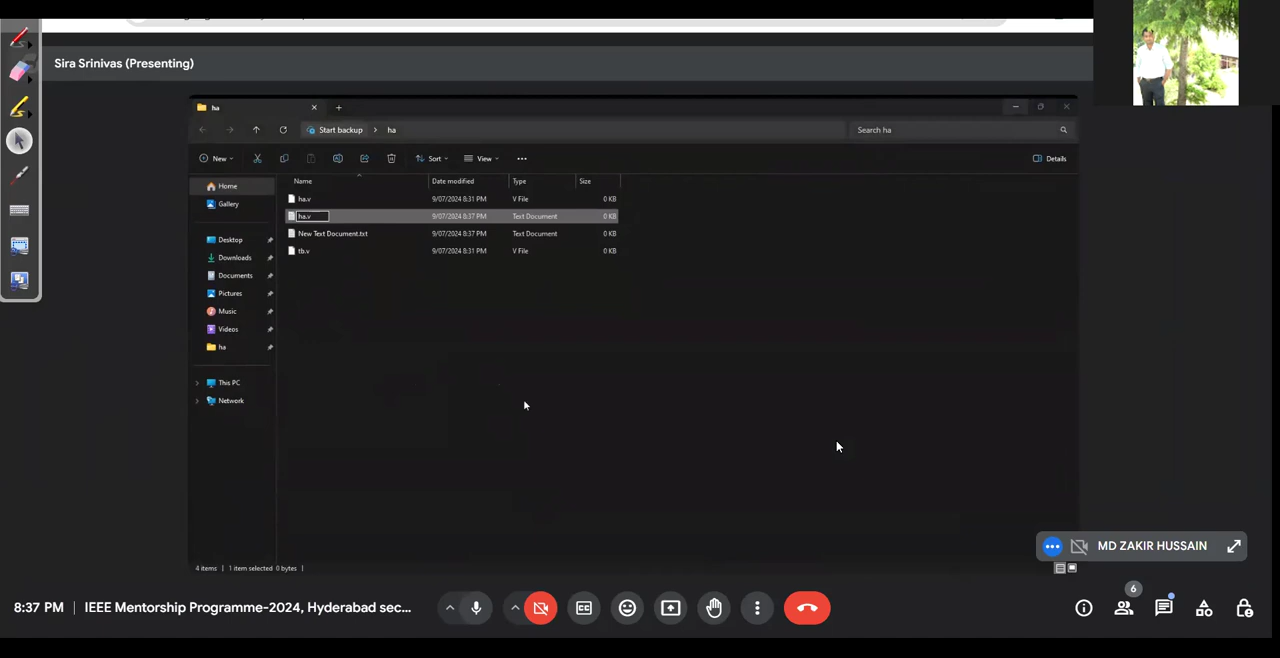 Sira Srinivas (Presenting)
ha
Start backup > ha
Search ha
New
Sort
View
Details
Name
Date modified
Type
Size
ha.v 9/07/2024 8:31 PM V File 0 KB
ha.v 9/07/2024 8:37 PM Text Document 0 KB
New Text Document.txt 9/07/2024 8:37 PM Text Document 0 KB
tb.v 9/07/2024 8:31 PM V File 0 KB
Home
Gallery
Desktop
Downloads
Documents
Pictures
Music
Videos
ha
This PC
Network
4 items | 1 item selected 0 bytes |
MD ZAKIR HUSSAIN
6
8:37 PM | IEEE Mentorship Programme-2024, Hyderabad sec...